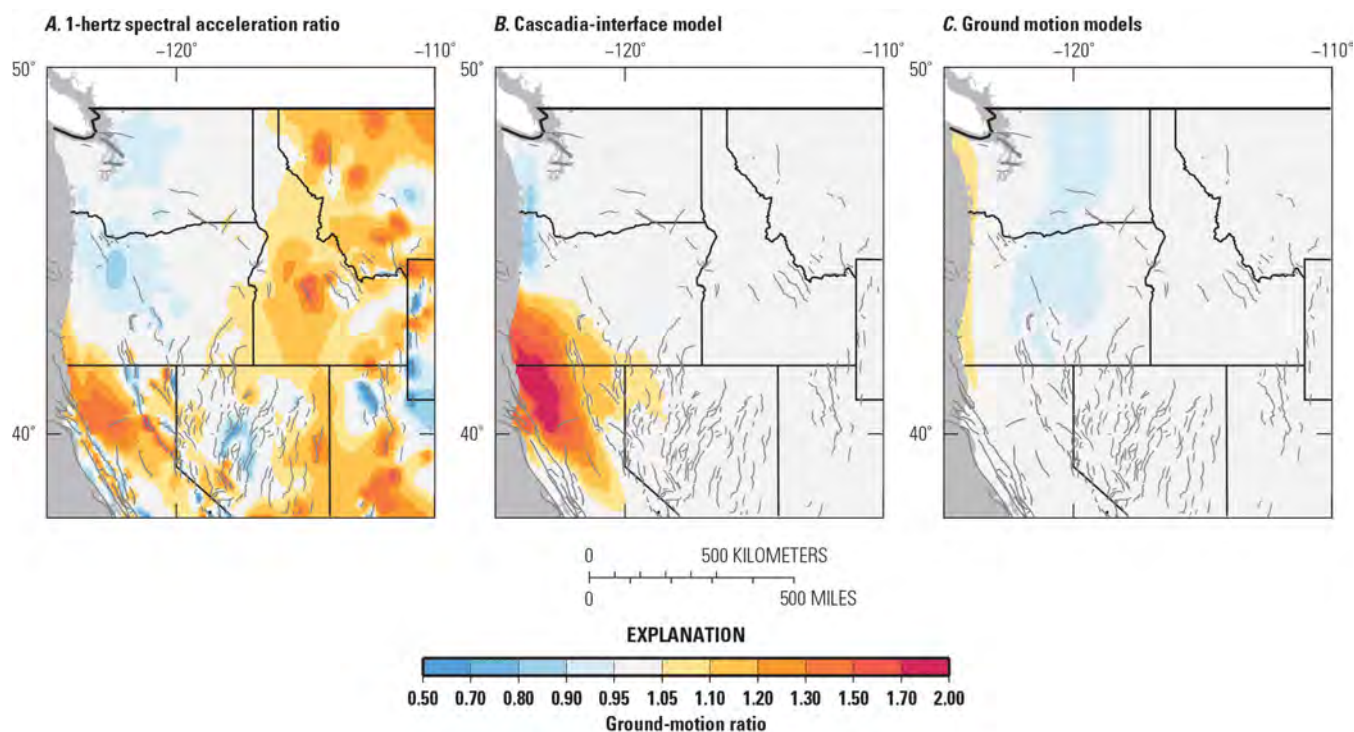 A. 1-hertz spectral acceleration ratio
B. Cascadia-interface model
C. Ground motion models
−120°
−110°
−120°
−110°
−120°
−110°
50°
50°
50°
40°
40°
40°
0
500 KILOMETERS
0
500 MILES
EXPLANATION
0.50 0.70 0.80 0.90 0.95 1.05 1.10 1.20 1.30 1.50 1.70 2.00
Ground-motion ratio